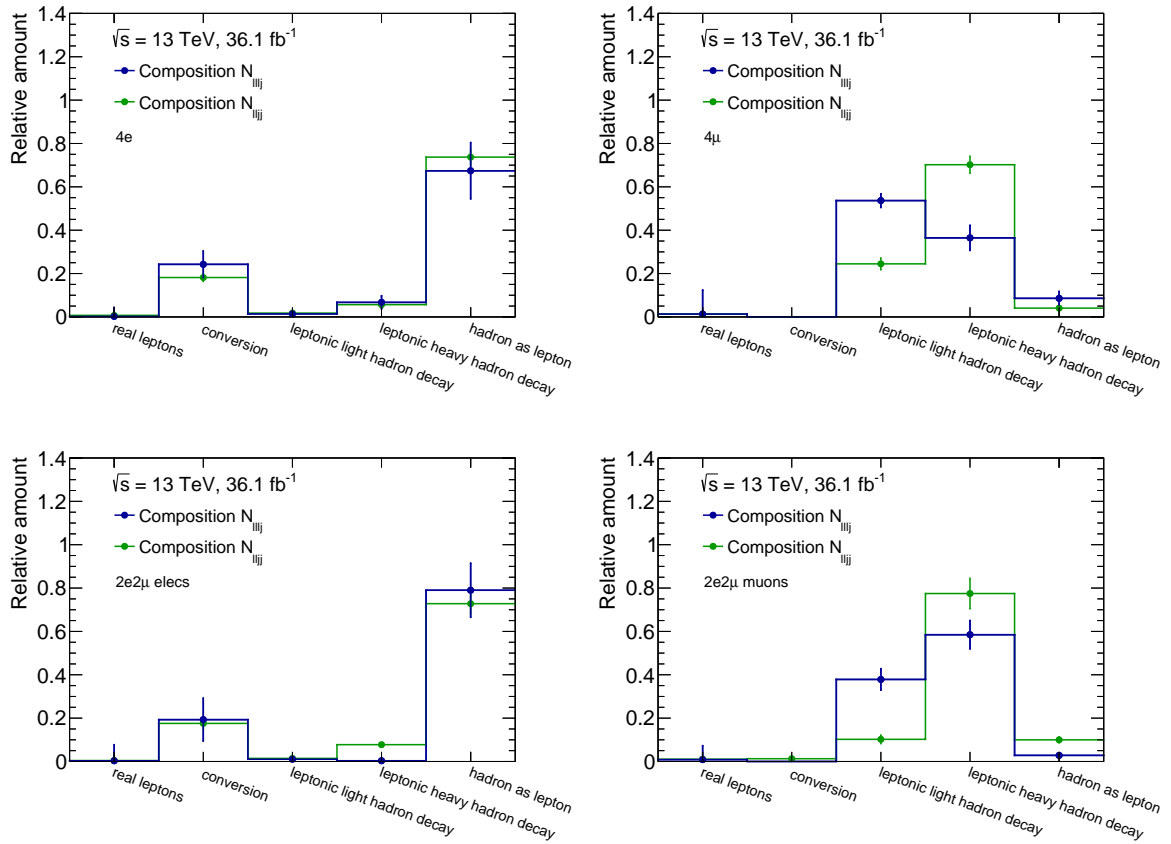 Relative amount
1.4
1.2
1
0.8
0.6
0.4
0.2
0
√s = 13 TeV, 36.1 fb⁻¹
Composition N_lllj
Composition N_lljj
4e
real leptons
conversion
leptonic light hadron decay
leptonic heavy hadron decay
hadron as lepton
Relative amount
1.4
1.2
1
0.8
0.6
0.4
0.2
0
√s = 13 TeV, 36.1 fb⁻¹
Composition N_lllj
Composition N_lljj
4μ
real leptons
conversion
leptonic light hadron decay
leptonic heavy hadron decay
hadron as lepton
Relative amount
1.4
1.2
1
0.8
0.6
0.4
0.2
0
√s = 13 TeV, 36.1 fb⁻¹
Composition N_lllj
Composition N_lljj
2e2μ elecs
real leptons
conversion
leptonic light hadron decay
leptonic heavy hadron decay
hadron as lepton
Relative amount
1.4
1.2
1
0.8
0.6
0.4
0.2
0
√s = 13 TeV, 36.1 fb⁻¹
Composition N_lllj
Composition N_lljj
2e2μ muons
real leptons
conversion
leptonic light hadron decay
leptonic heavy hadron decay
hadron as lepton